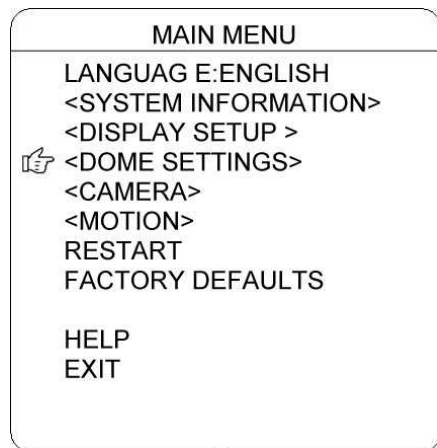 MAIN MENU
LANGUAG E:ENGLISH
<SYSTEM INFORMATION>
<DISPLAY SETUP >
<DOME SETTINGS>
<CAMERA>
<MOTION>
RESTART
FACTORY DEFAULTS
HELP
EXIT